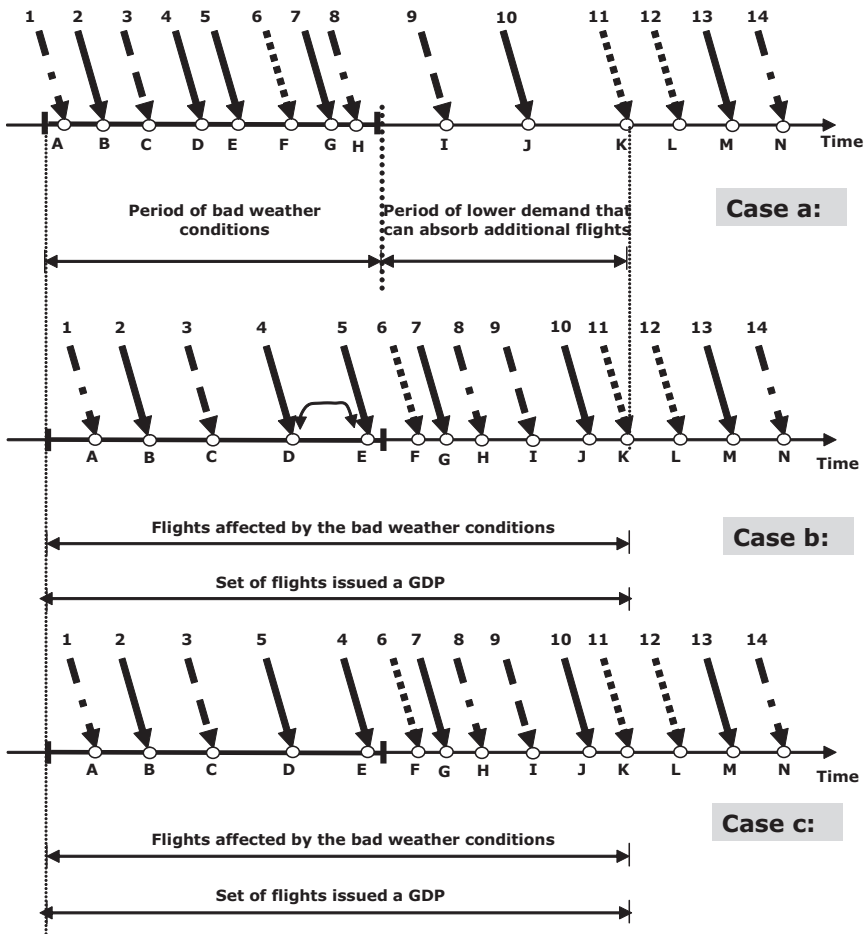 1 2 3 4 5 6 7 8 9 10 11 12 13 14
A B C D E F G H I J K L M N
Time
Period of bad weather
conditions
Period of lower demand that
can absorb additional flights
Case a:
1 2 3 4 5 6 7 8 9 10 11 12 13 14
A B C D E F G H I J K L M N
Time
Flights affected by the bad weather conditions
Case b:
Set of flights issued a GDP
1 2 3 5 4 6 7 8 9 10 11 12 13 14
A B C D E F G H I J K L M N
Time
Case c:
Flights affected by the bad weather conditions
Set of flights issued a GDP